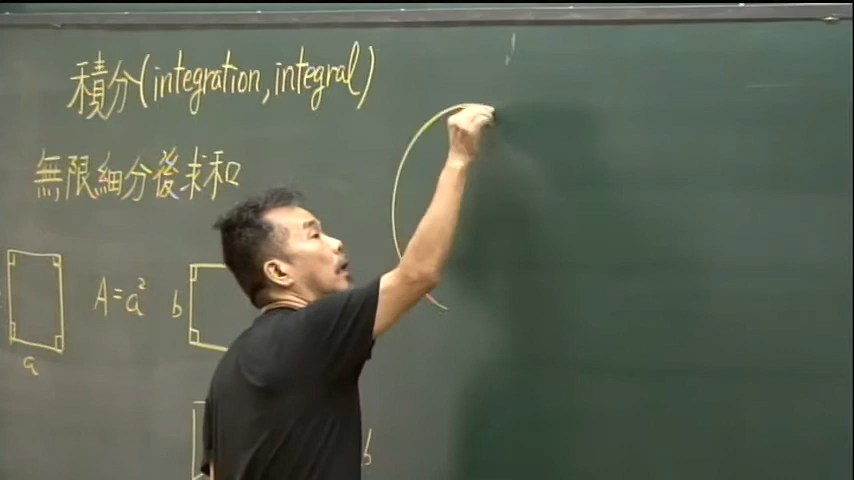 積分(integration, integral)
無限細分後求和
A=a²
b
a
b